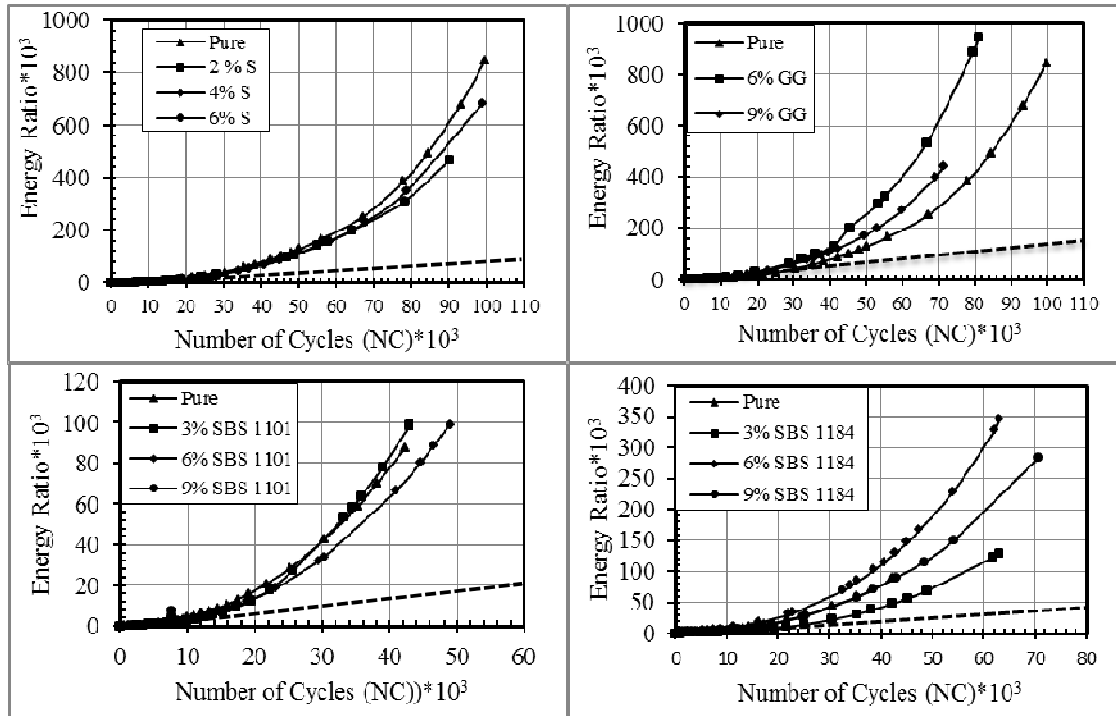 Energy Ratio*10³
1000
800
600
400
200
0
Pure
2 % S
4% S
6% S
0 10 20 30 40 50 60 70 80 90 100 110
Number of Cycles (NC)*10³
Energy Ratio*10³
1000
800
600
400
200
0
Pure
6% GG
9% GG
0 10 20 30 40 50 60 70 80 90 100 110
Number of Cycles (NC)*10³
Energy Ratio*10³
120
100
80
60
40
20
0
Pure
3% SBS 1101
6% SBS 1101
9% SBS 1101
0 10 20 30 40 50 60
Number of Cycles (NC))*10³
Energy Ratio*10³
400
350
300
250
200
150
100
50
0
Pure
3% SBS 1184
6% SBS 1184
9% SBS 1184
0 10 20 30 40 50 60 70 80
Number of Cycles (NC)*10³